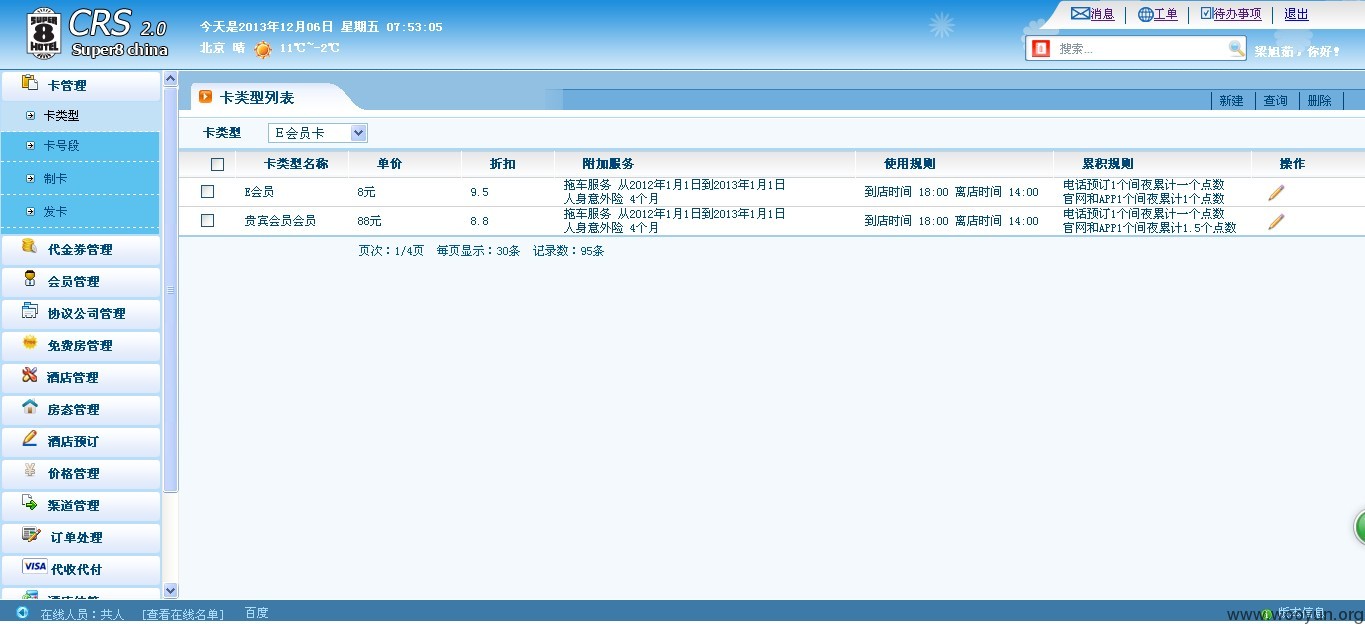 SUPER 8 HOTEL
CRS 2.0
Super8 china
今天是2013年12月06日 星期五 07:53:05
北京 晴 11℃~-2℃
消息 工单 待办事项 退出
搜索...
梁旭茹，你好！
卡管理
卡类型
卡号段
制卡
发卡
代金券管理
会员管理
协议公司管理
免费房管理
酒店管理
房态管理
酒店预订
价格管理
渠道管理
订单处理
VISA 代收代付
卡类型列表
新建 查询 删除
卡类型 E会员卡
卡类型名称 单价 折扣 附加服务 使用规则 累积规则 操作
E会员 8元 9.5 拖车服务 从2012年1月1日到2013年1月1日 到店时间 18:00 离店时间 14:00 电话预订1个间夜累计一个点数
人身意外险 4个月 官网和APP1个间夜累计1个点数
贵宾会员会员 88元 8.8 拖车服务 从2012年1月1日到2013年1月1日 到店时间 18:00 离店时间 14:00 电话预订1个间夜累计一个点数
人身意外险 4个月 官网和APP1个间夜累计1.5个点数
页次：1/4页 每页显示：30条 记录数：95条
在线人员：共人 [查看在线名单] 百度
版本信息
www.wooyun.org